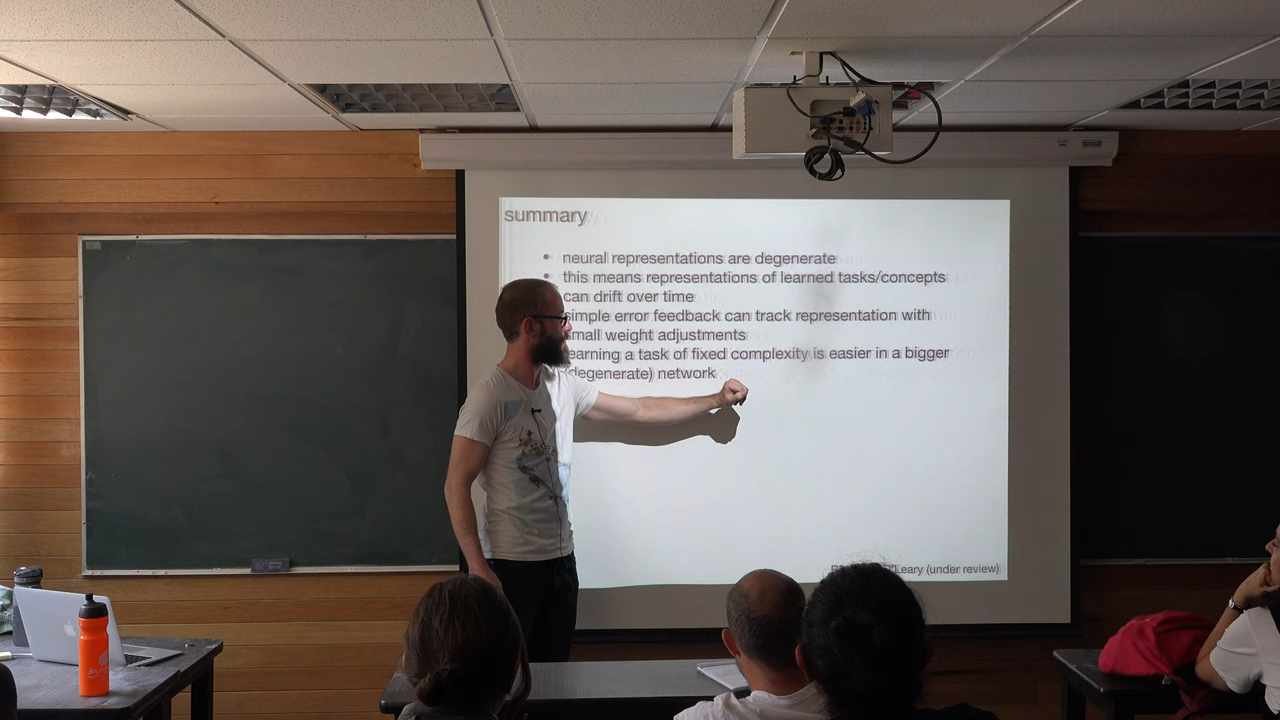 summary
neural representations are degenerate
this means representations of learned tasks/concepts
can drift over time
simple error feedback can track representation with
small weight adjustments
learning a task of fixed complexity is easier in a bigger
(degenerate) network
Leary (under review)